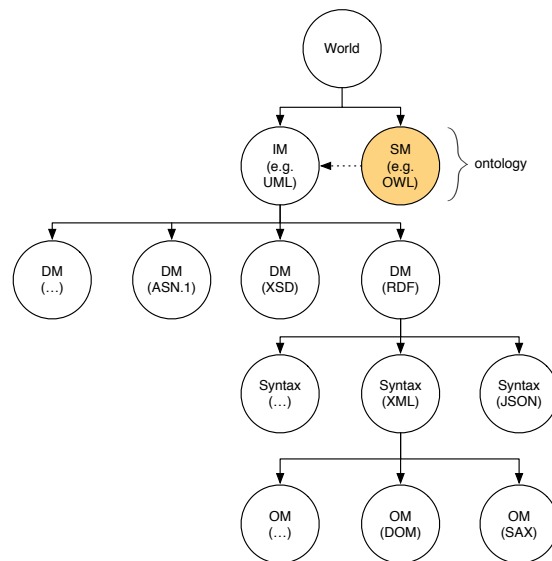 World
IM
(e.g.
UML)
SM
(e.g.
OWL)
ontology
DM
(…)
DM
(ASN.1)
DM
(XSD)
DM
(RDF)
Syntax
(…)
Syntax
(XML)
Syntax
(JSON)
OM
(…)
OM
(DOM)
OM
(SAX)